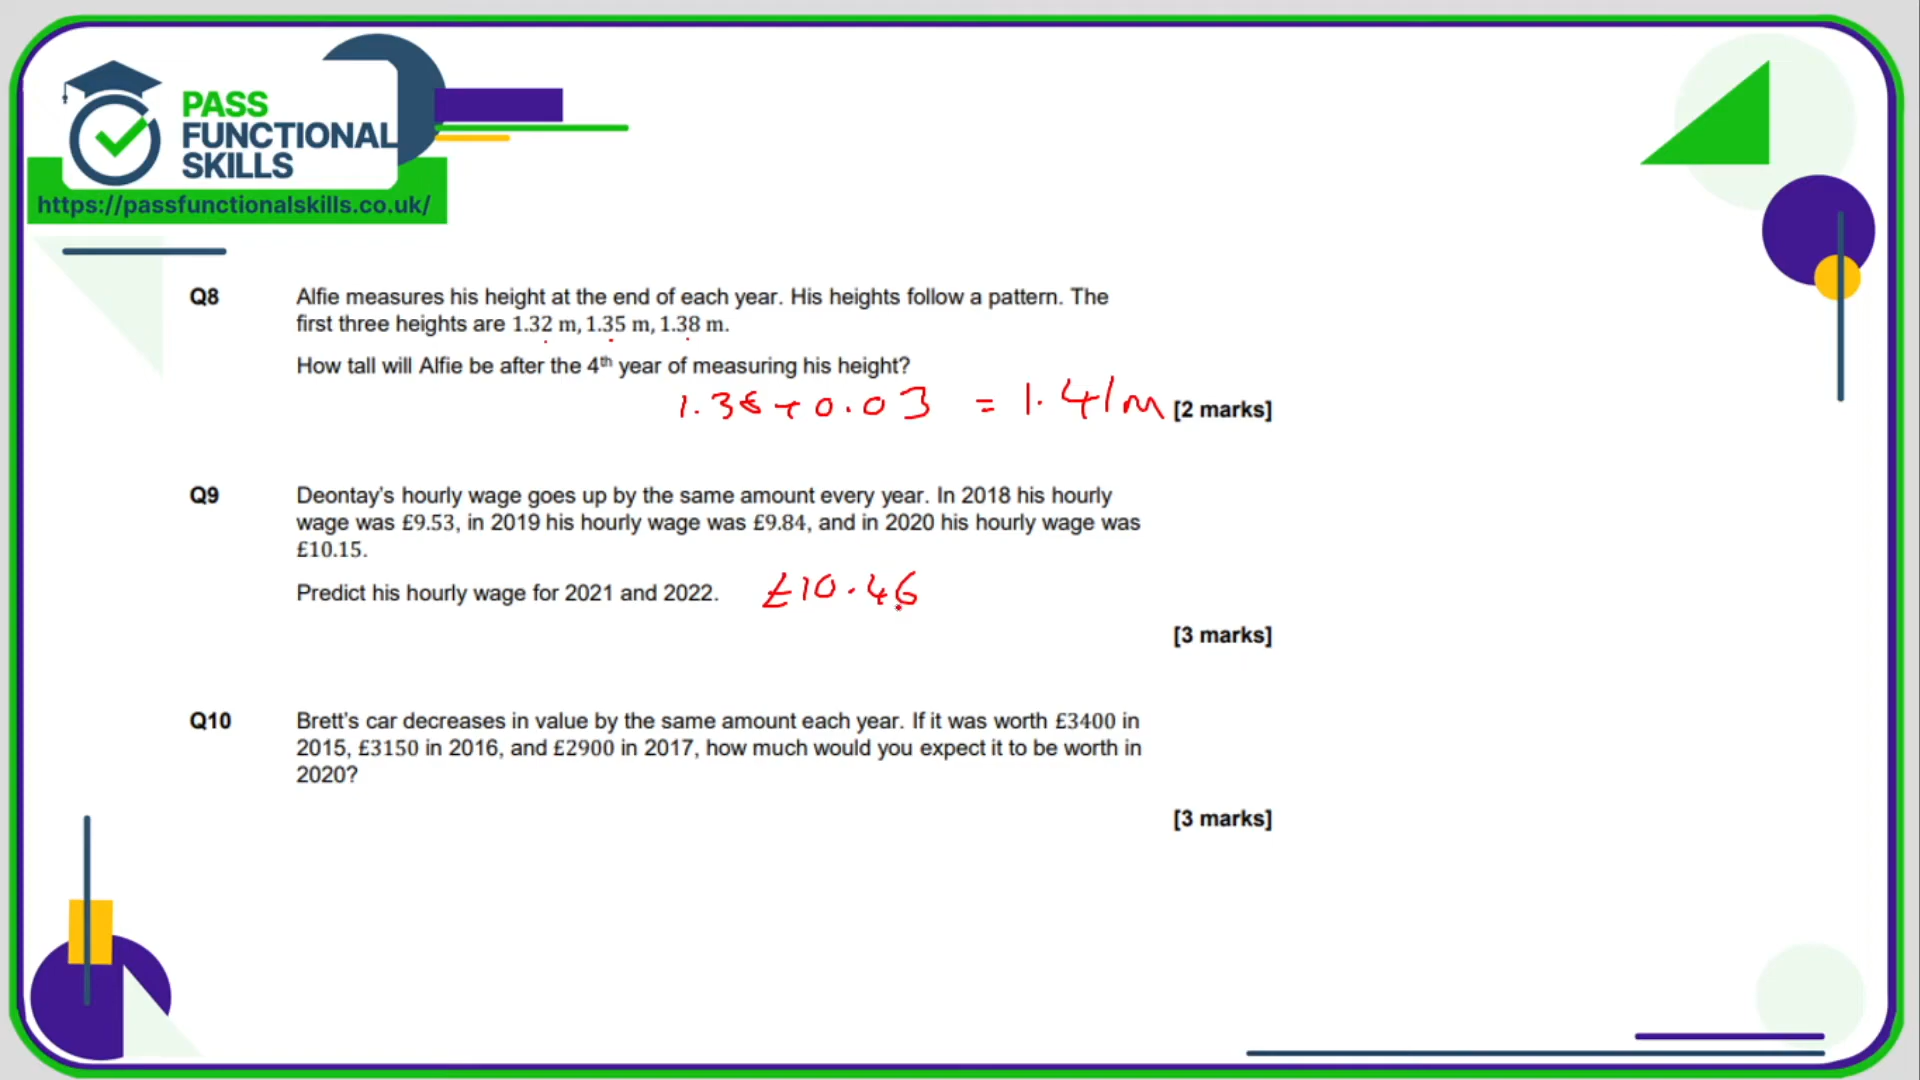 PASS
FUNCTIONAL
SKILLS
https://passfunctionalskills.co.uk/
Q8 Alfie measures his height at the end of each year. His heights follow a pattern. The
first three heights are 1.32 m, 1.35 m, 1.38 m.
How tall will Alfie be after the 4th year of measuring his height?
1.38 + 0.03 = 1.41m [2 marks]
Q9 Deontay's hourly wage goes up by the same amount every year. In 2018 his hourly
wage was £9.53, in 2019 his hourly wage was £9.84, and in 2020 his hourly wage was
£10.15.
Predict his hourly wage for 2021 and 2022. £10.46
[3 marks]
Q10 Brett's car decreases in value by the same amount each year. If it was worth £3400 in
2015, £3150 in 2016, and £2900 in 2017, how much would you expect it to be worth in
2020?
[3 marks]